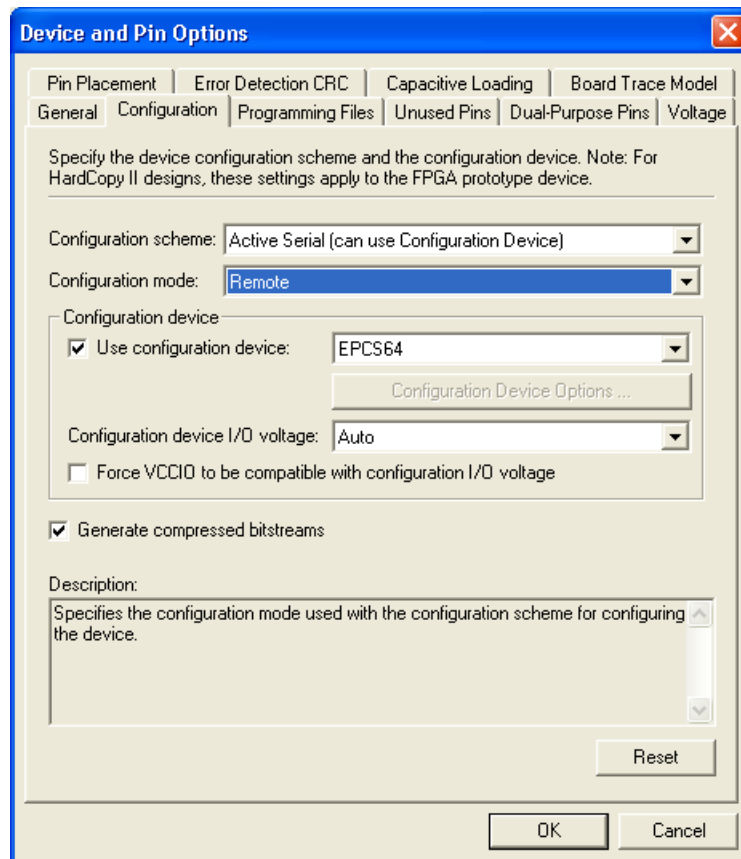 Device and Pin Options
Pin Placement Error Detection CRC Capacitive Loading Board Trace Model
General Configuration Programming Files Unused Pins Dual-Purpose Pins Voltage
Specify the device configuration scheme and the configuration device. Note: For
HardCopy II designs, these settings apply to the FPGA prototype device.
Configuration scheme: Active Serial (can use Configuration Device)
Configuration mode: Remote
Configuration device
Use configuration device: EPCS64
Configuration Device Options ...
Configuration device I/O voltage: Auto
Force VCCIO to be compatible with configuration I/O voltage
Generate compressed bitstreams
Description:
Specifies the configuration mode used with the configuration scheme for configuring
the device.
Reset
OK Cancel